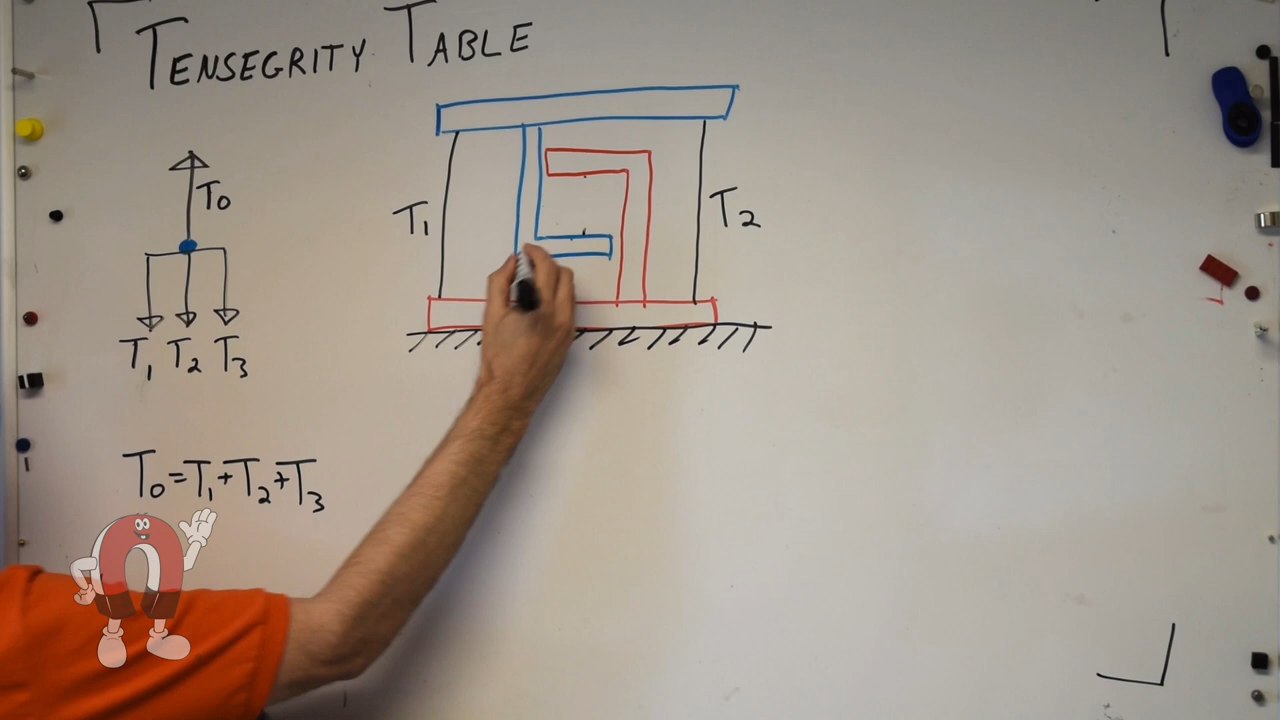 TENSEGRITY TABLE
T0
T1
T2
T1 T2 T3
T0=T1+T2+T3